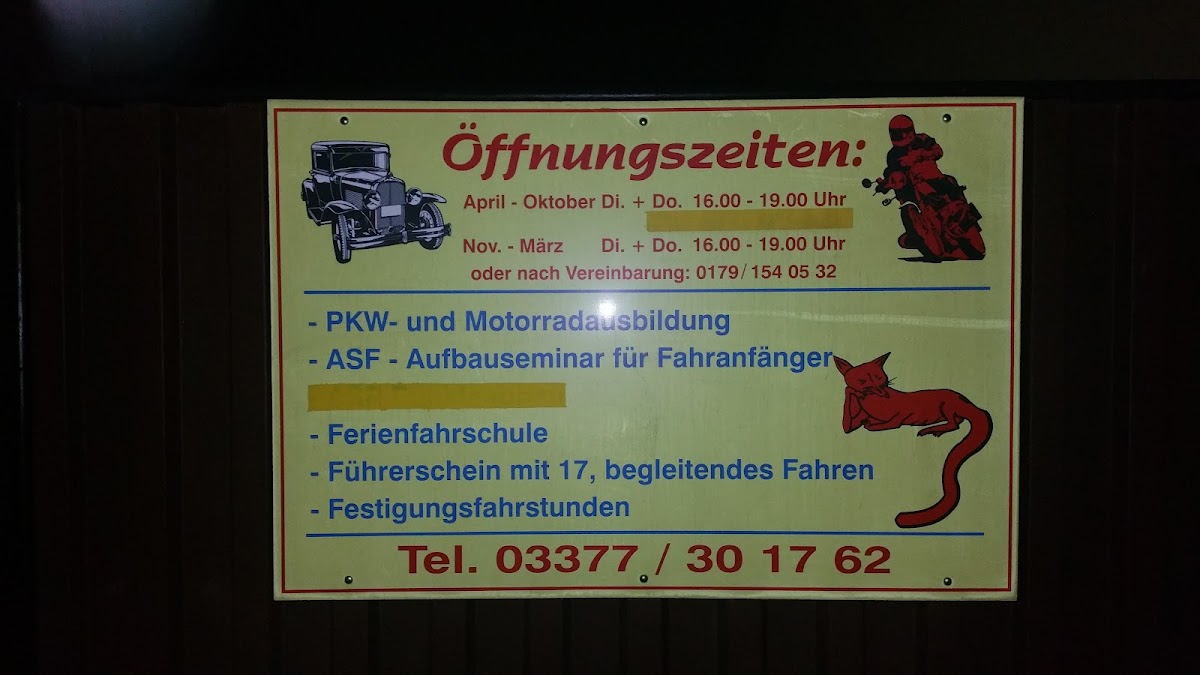 Öffnungszeiten:
April - Oktober Di. + Do. 16.00 - 19.00 Uhr
Nov. - März Di. + Do. 16.00 - 19.00 Uhr
oder nach Vereinbarung: 0179/ 154 05 32
- PKW- und Motorradausbildung
- ASF - Aufbauseminar für Fahranfänger
- Ferienfahrschule
- Führerschein mit 17, begleitendes Fahren
- Festigungsfahrstunden
Tel. 03377 / 30 17 62